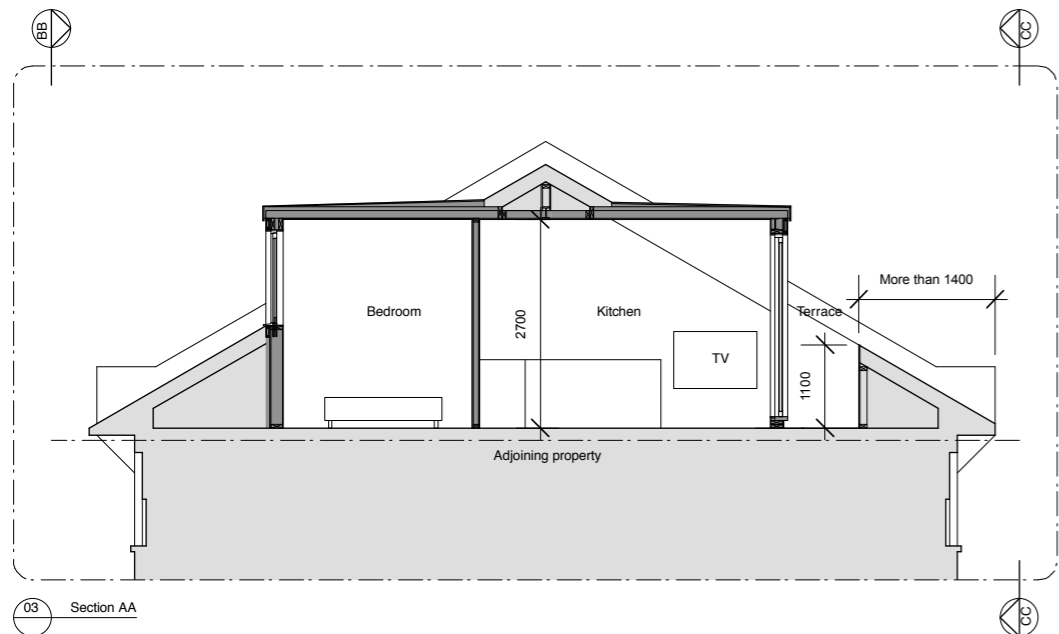 BB
CC
More than 1400
Bedroom
Kitchen
Terrace
2700
TV
1100
Adjoining property
03
Section AA
CC